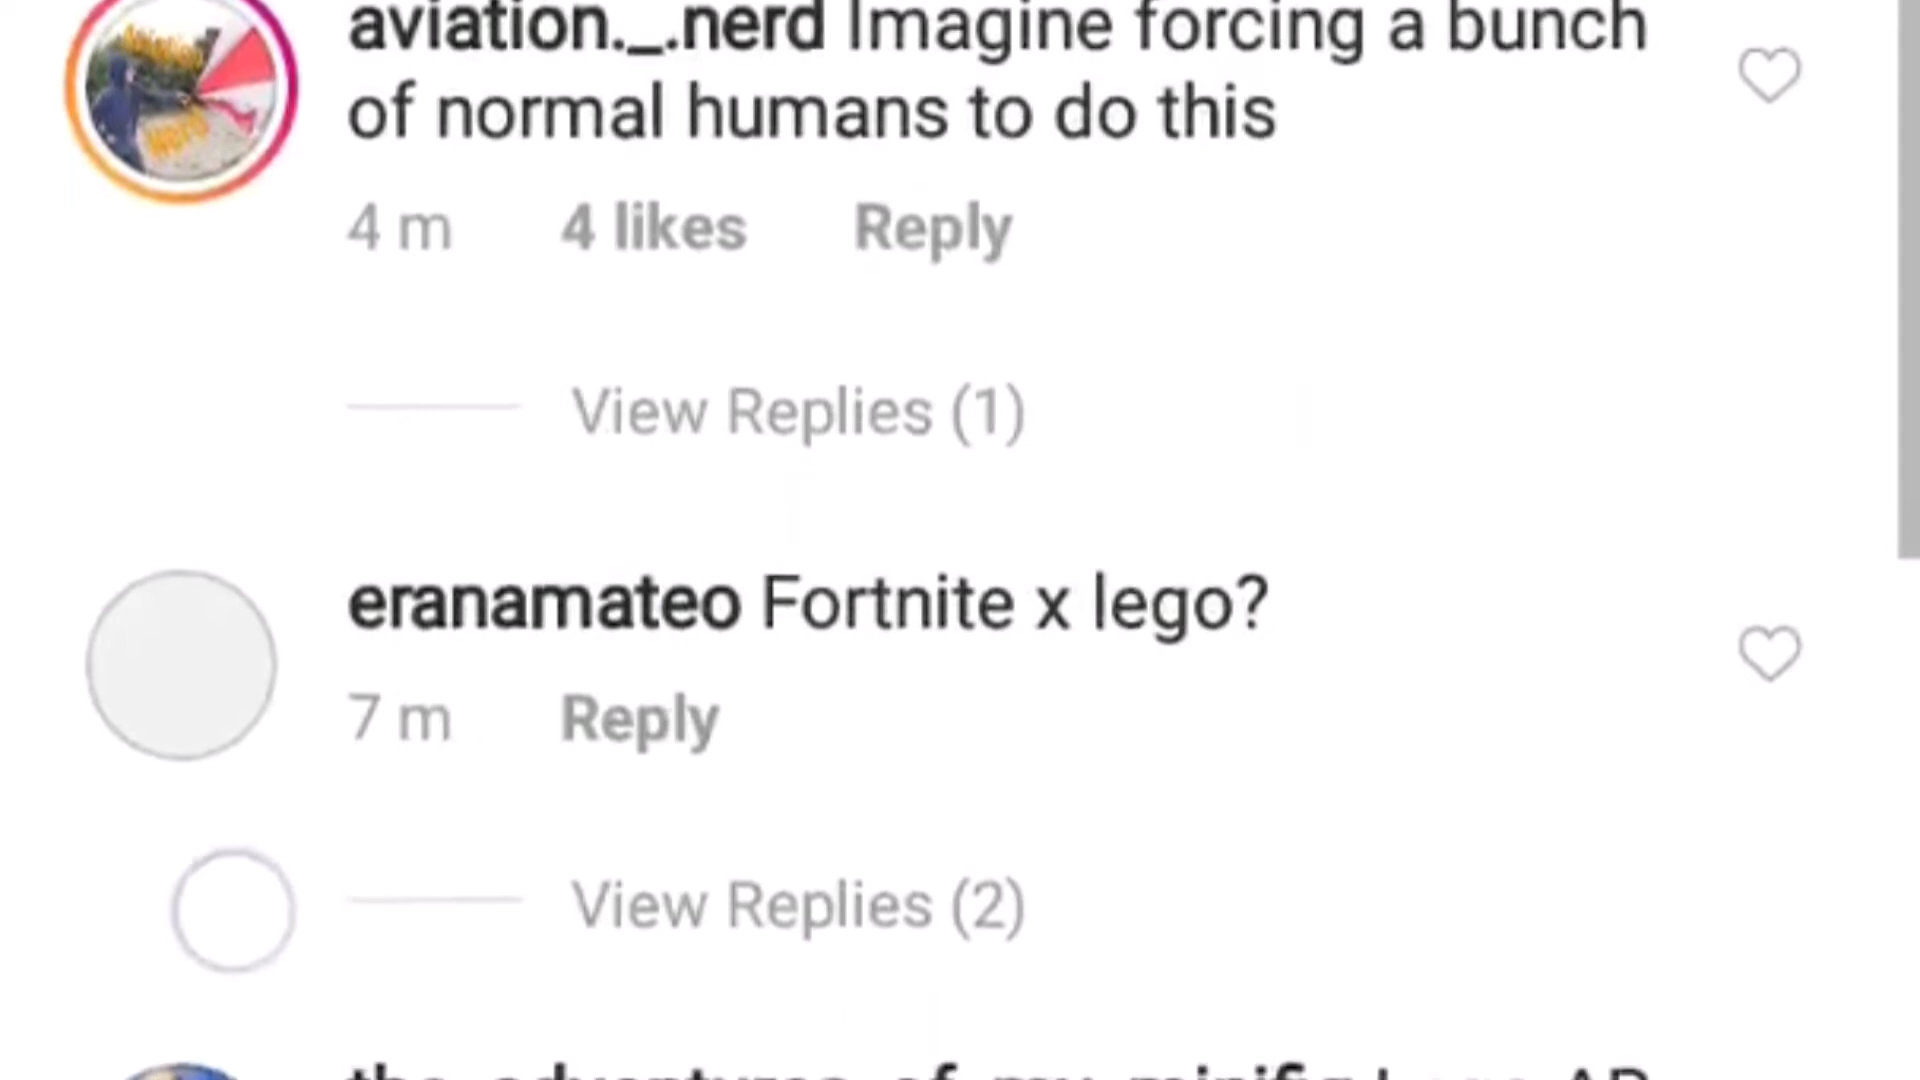 aviation._.nerd Imagine forcing a bunch
of normal humans to do this
4 m 4 likes Reply
View Replies (1)
eranamateo Fortnite x lego?
7 m Reply
View Replies (2)
the_adventures_of_my_minifig